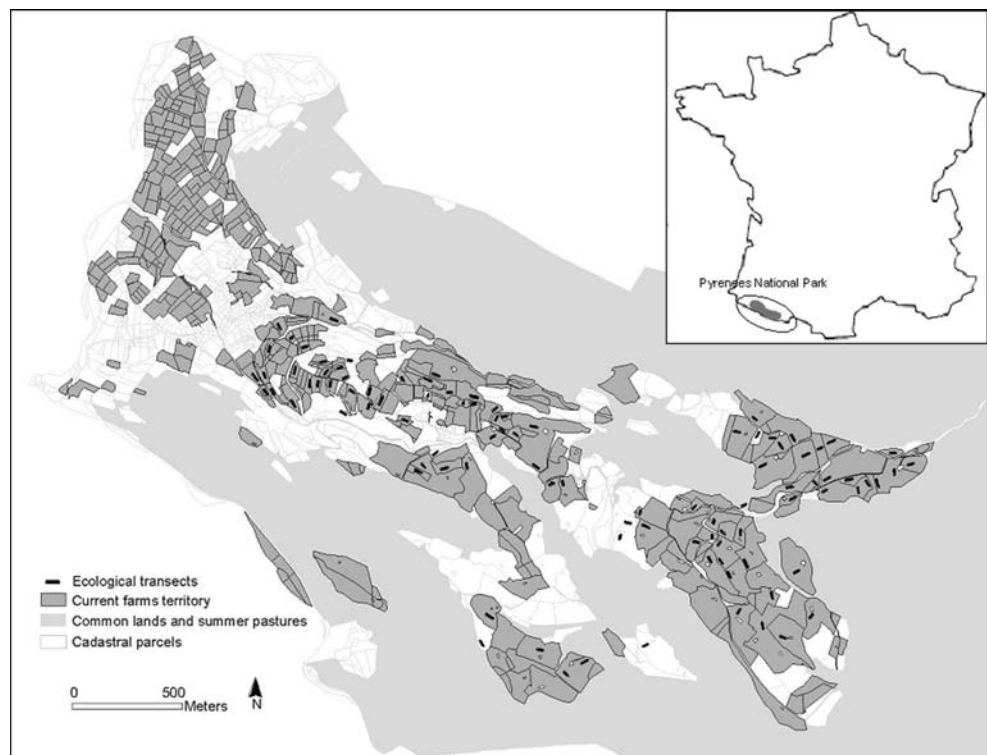 Pyrenees National Park
Ecological transects
Current farms territory
Common lands and summer pastures
Cadastral parcels
0 500
Meters
N